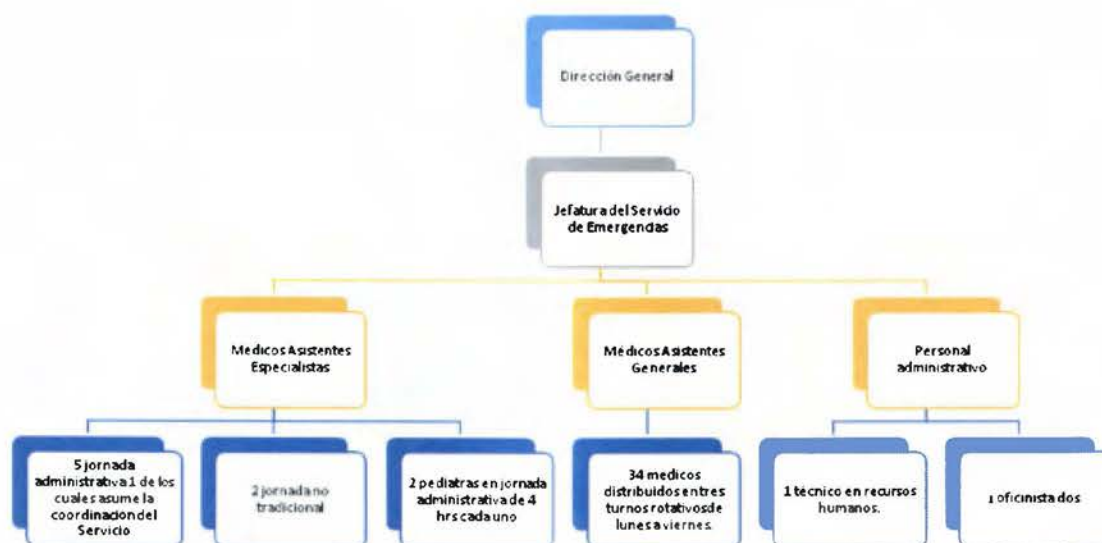 Dirección General
Jefatura del Servicio
de Emergencias
Médicos Asistentes
Especialistas
Médicos Asistentes
Generales
Personal
administrativo
5 jornada
administrativa 1 de los
cuales asume la
coordinacion del
Servicio
2 jornada no
tradicional
2 pediatras en jornada
administrativa de 4
hrs cada uno
34 medicos
distribuidos entres
turnos rotativos de
lunes a viernes.
1 técnico en recursos
humanos.
1 oficinista dos